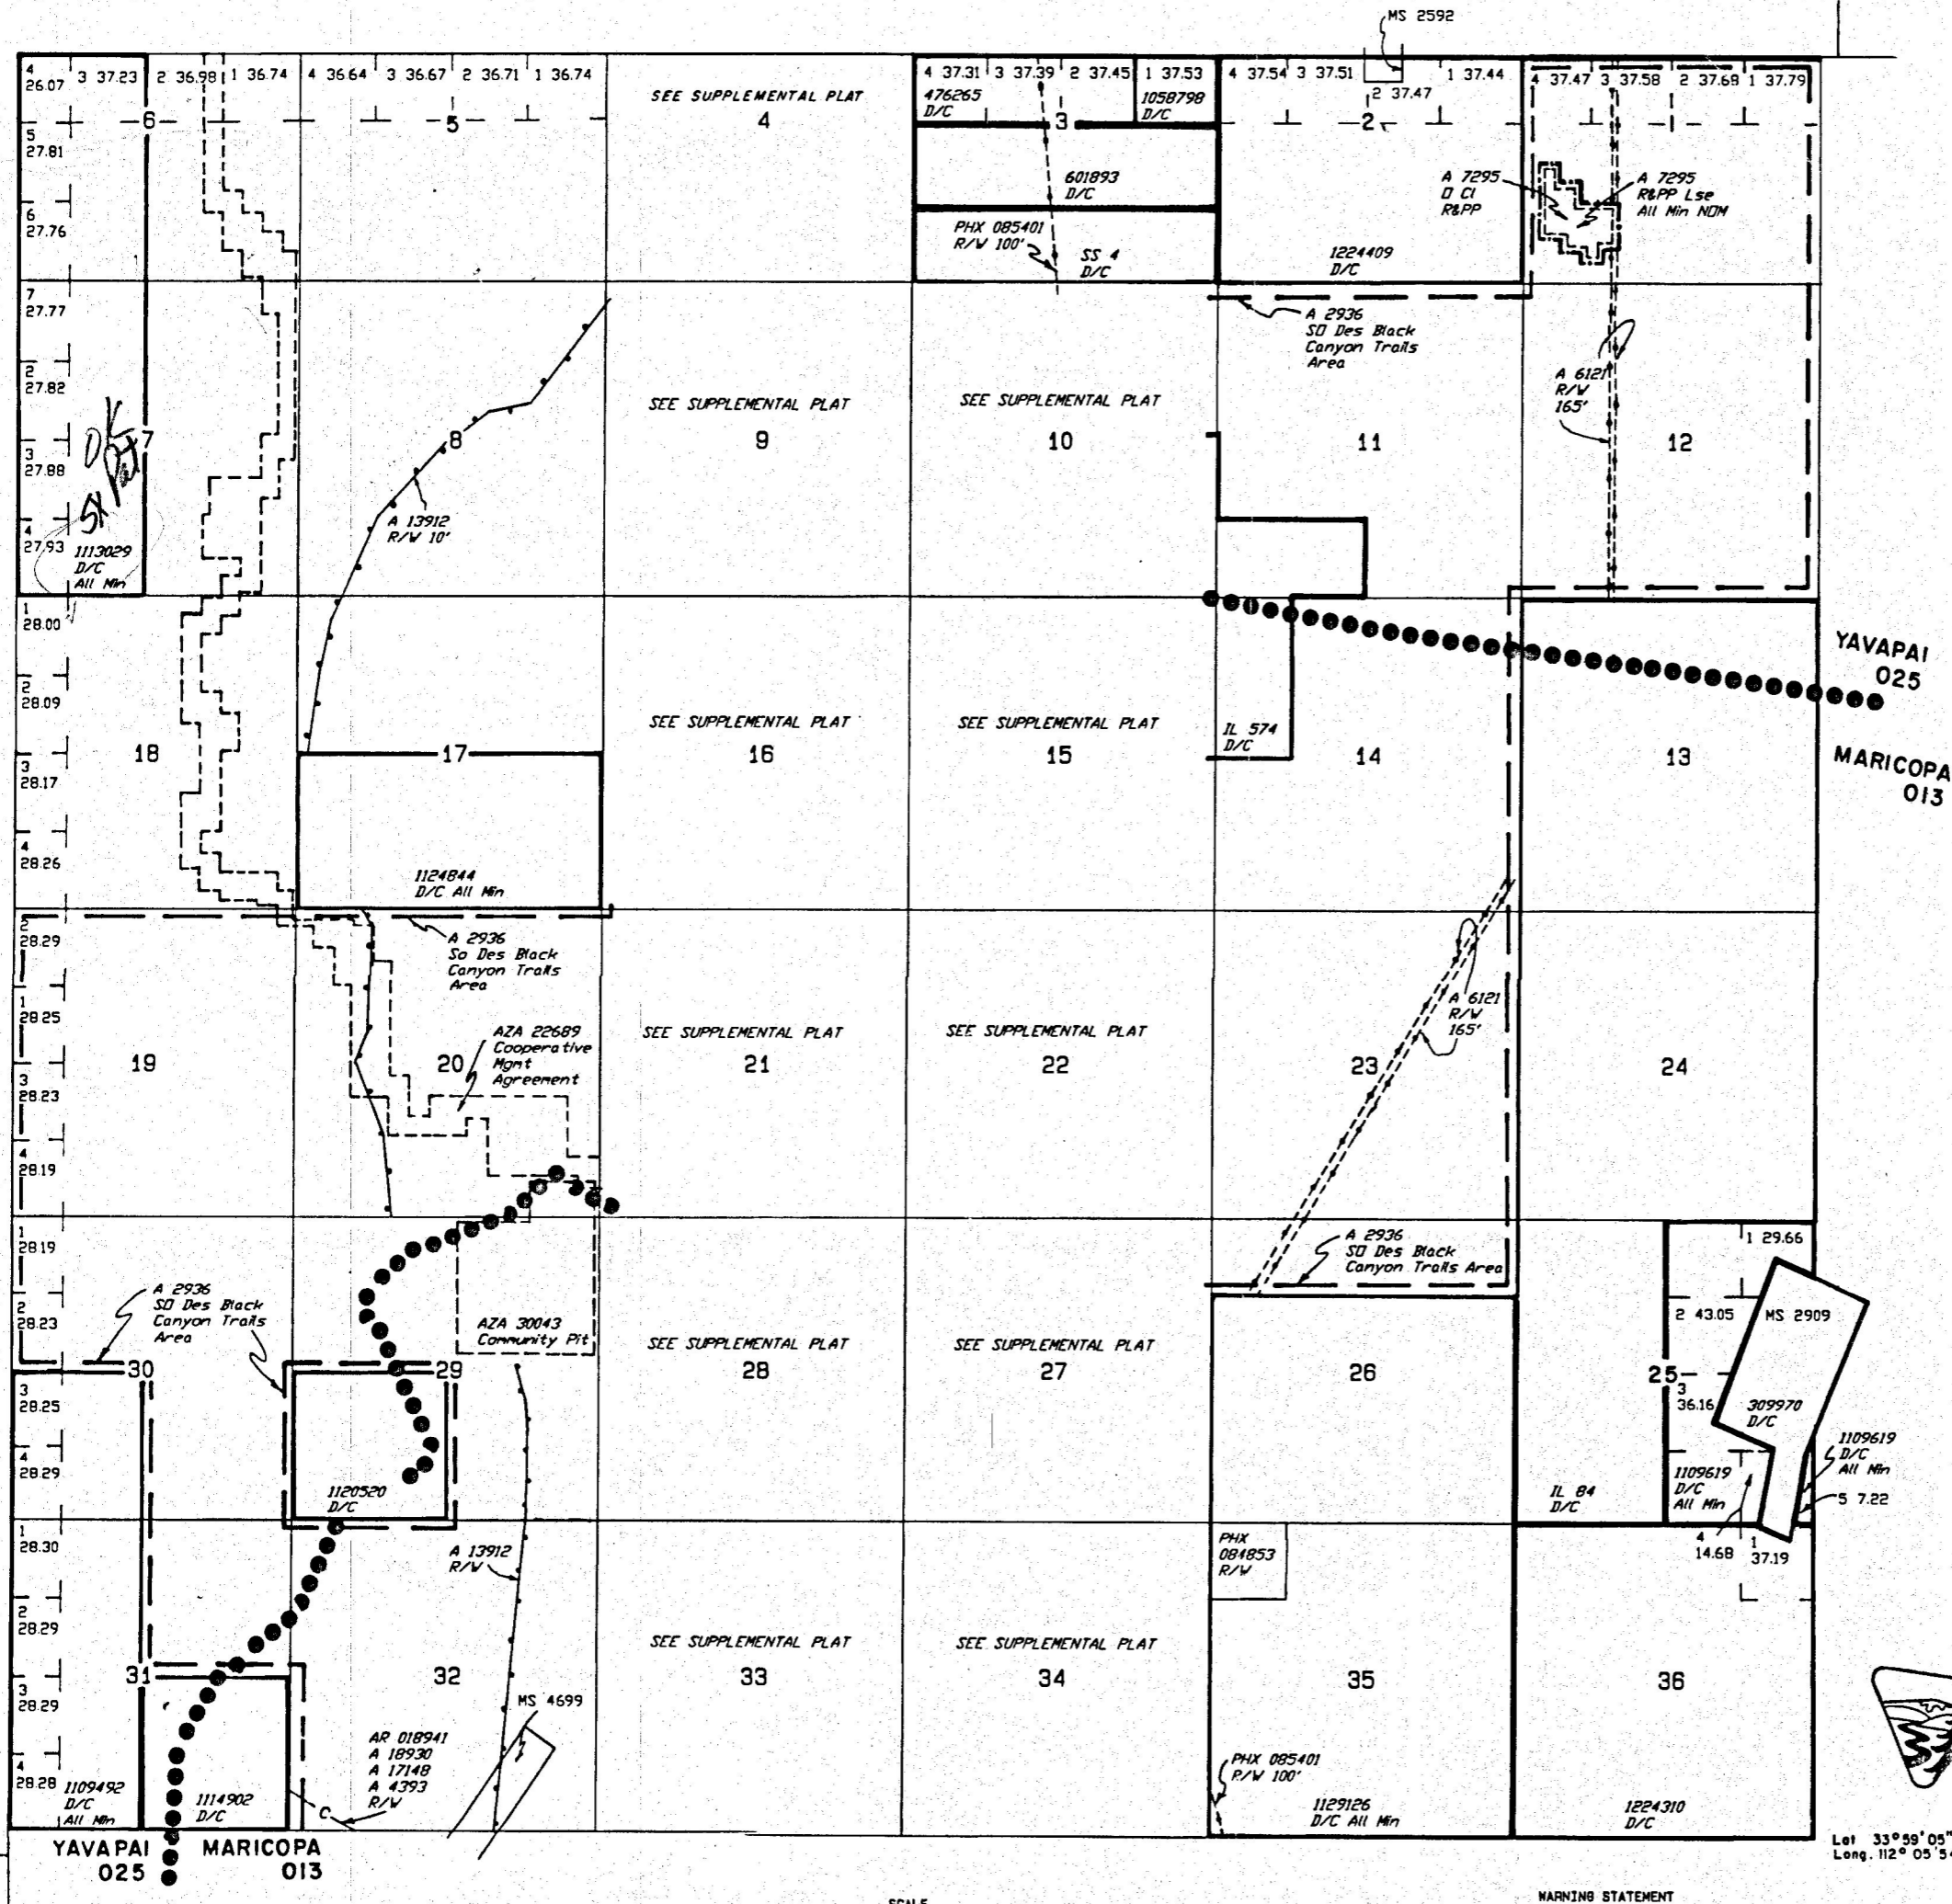 MS 2592
4
26.07
3 37.23
2 36.98
1 36.74
4 36.64
3 36.67
2 36.71
1 36.74
SEE SUPPLEMENTAL PLAT
4 37.31
3 37.39
2 37.45
1 37.53
4 37.54
3 37.51
2 37.47
1 37.44
4 37.47
3 37.58
2 37.69
1 37.79
476265
D/C
1058798
D/C
6
5
4
3
2
1
5
27.81
6
27.76
601893
D/C
A 7295
O Cl
R&PP
A 7295
R&PP Lse
All Min NOM
PHX 085401
R/W 100'
SS 4
D/C
1224409
D/C
7
27.77
2
27.82
3
27.88
4
27.93
OK
Pat
SX
1113029
D/C
All Min
7
8
A 13912
R/W 10'
SEE SUPPLEMENTAL PLAT
9
SEE SUPPLEMENTAL PLAT
10
A 2936
SO Des Black
Canyon Trails
Area
11
A 6121
R/W
165'
12
1
28.00
2
28.09
3
28.17
4
28.26
18
17
1124844
D/C All Min
SEE SUPPLEMENTAL PLAT
16
SEE SUPPLEMENTAL PLAT
15
IL 574
D/C
14
13
YAVAPAI
025
MARICOPA
013
2
28.29
1
28.25
3
28.23
4
28.19
19
A 2936
So Des Black
Canyon Trails
Area
AZA 22689
Cooperative
Mgmt
Agreement
20
SEE SUPPLEMENTAL PLAT
21
SEE SUPPLEMENTAL PLAT
22
A 6121
R/W
165'
23
24
1
28.19
2
28.23
3
28.25
4
28.29
A 2936
SO Des Black
Canyon Trails
Area
30
AZA 30043
Community Pit
29
1120520
D/C
SEE SUPPLEMENTAL PLAT
28
SEE SUPPLEMENTAL PLAT
27
A 2936
SO Des Black
Canyon Trails Area
26
1 29.66
2 43.05
MS 2909
25
3
36.16
309970
D/C
1109619
D/C
All Min
1109619
D/C
All Min
5 7.22
IL 84
D/C
1
28.30
2
28.29
3
28.29
4
28.28
31
1109492
D/C
All Min
1114902
D/C
A 13912
R/W
32
MS 4699
AR 018941
A 18930
A 17148
A 4393
R/W
C
SEE SUPPLEMENTAL PLAT
33
SEE SUPPLEMENTAL PLAT
34
PHX
084853
R/W
35
PHX 085401
R/W 100'
1129126
D/C All Min
4
14.68
1
37.19
36
1224310
D/C
YAVAPAI
025
MARICOPA
013
Lat 33°59'05"
Long. 112° 05'
SCALE
WARNING STATEMENT